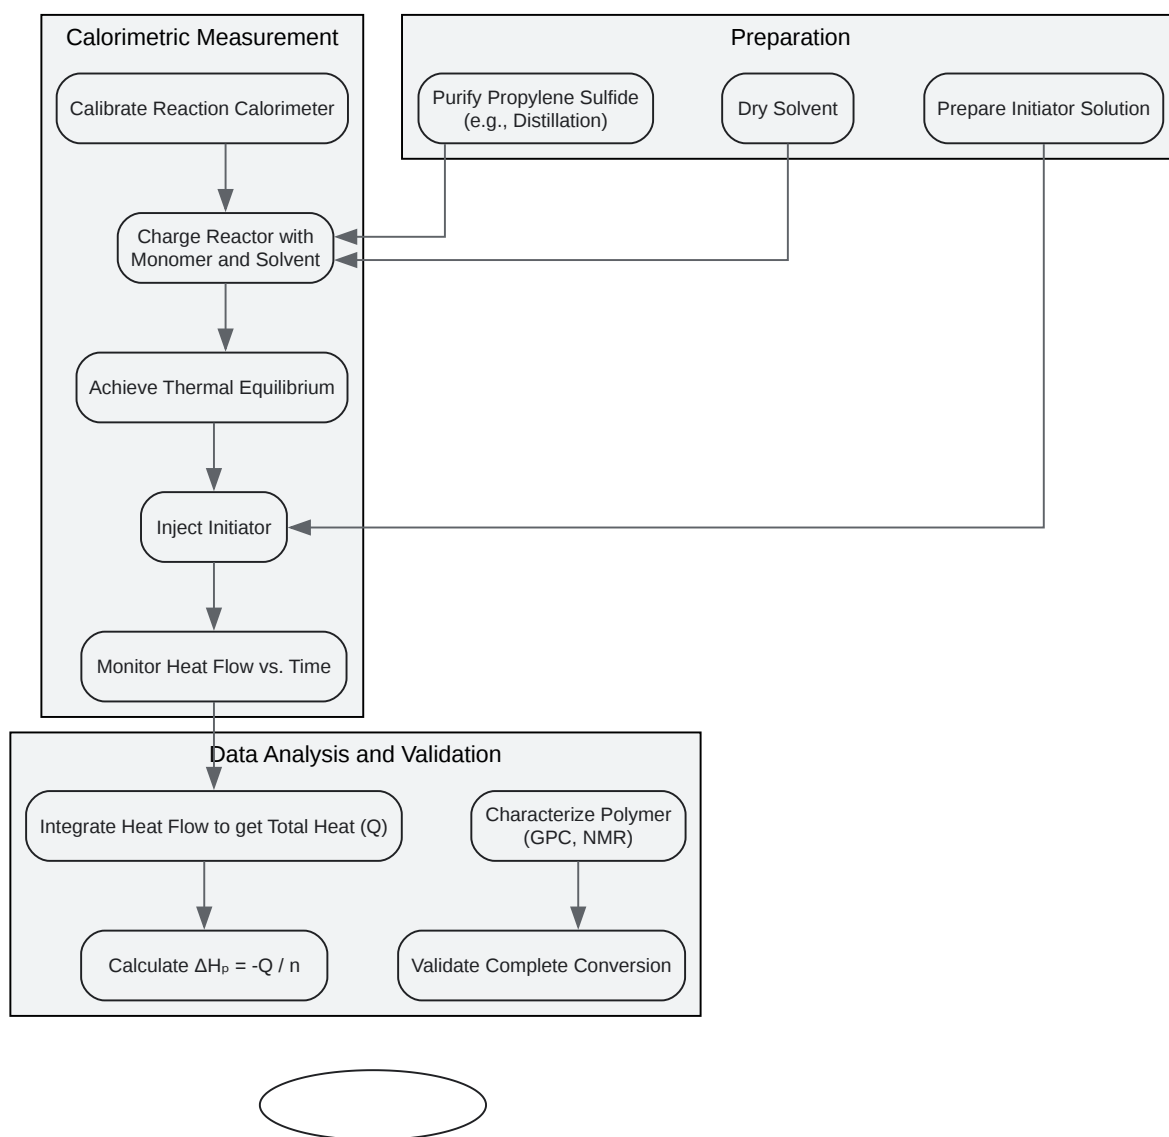 Calorimetric Measurement
Preparation
Calibrate Reaction Calorimeter
Purify Propylene Sulfide
(e.g., Distillation)
Dry Solvent
Prepare Initiator Solution
Charge Reactor with
Monomer and Solvent
Achieve Thermal Equilibrium
Inject Initiator
Monitor Heat Flow vs. Time
Data Analysis and Validation
Integrate Heat Flow to get Total Heat (Q)
Characterize Polymer
(GPC, NMR)
Calculate ΔHₚ = -Q / n
Validate Complete Conversion